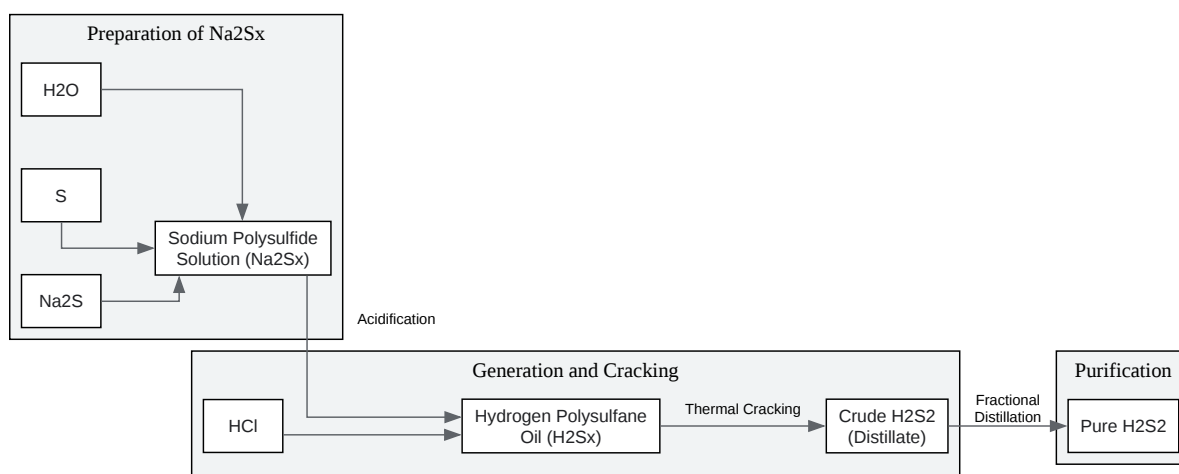 Preparation of Na2Sx
H2O
S
Sodium Polysulfide
Solution (Na2Sx)
Na2S
Acidification
Generation and Cracking
HCl
Hydrogen Polysulfane
Oil (H2Sx)
Thermal Cracking
Crude H2S2
(Distillate)
Fractional
Distillation
Purification
Pure H2S2